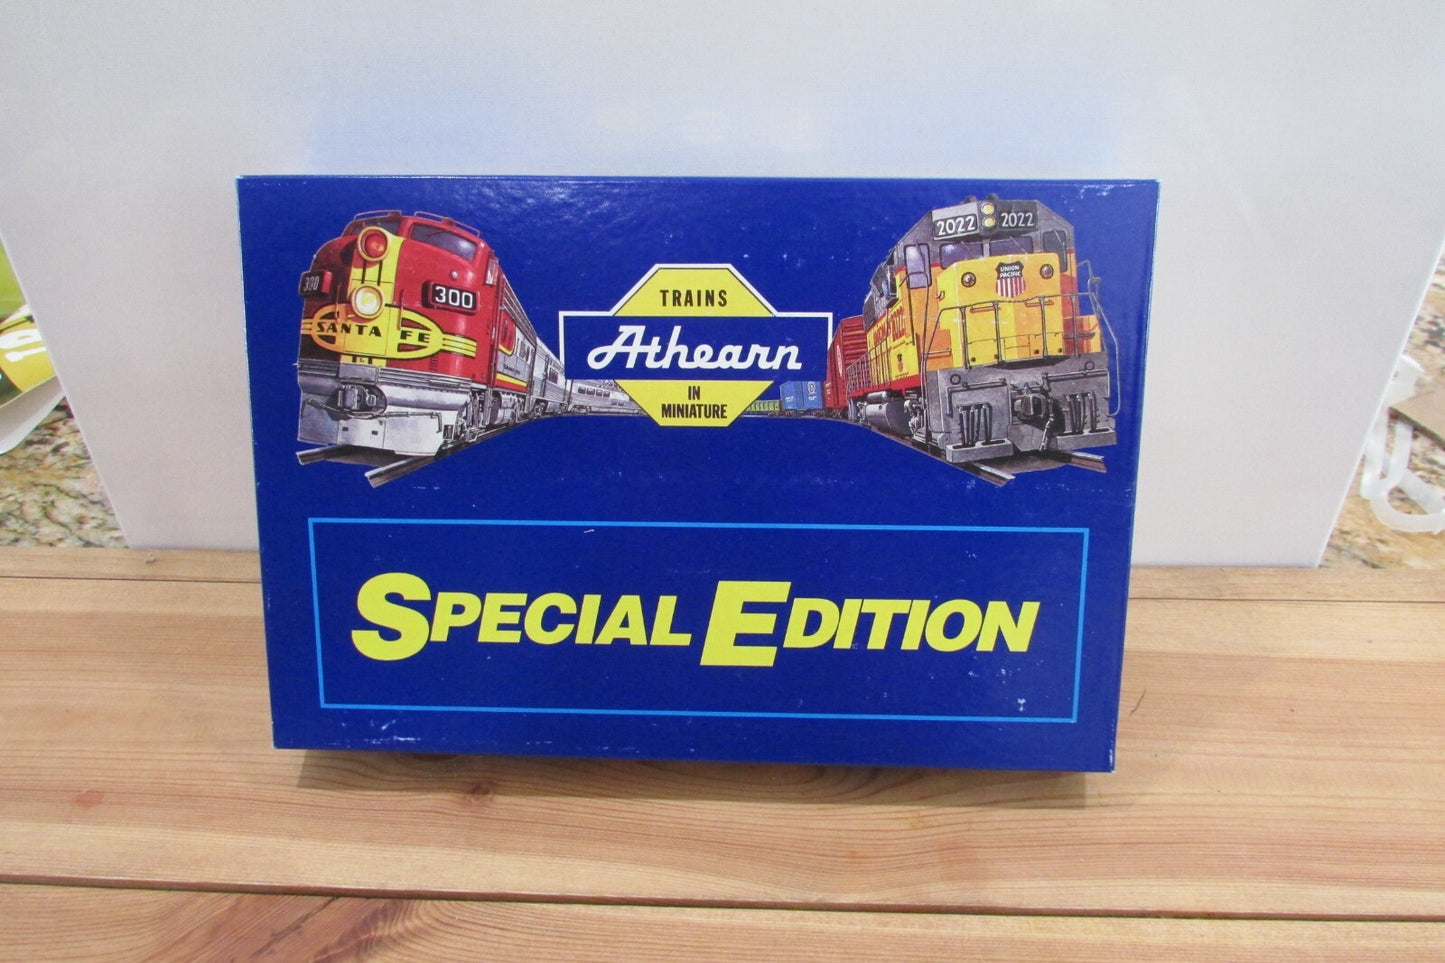 TRAINS
Athearn
IN
MINIATURE
300
300
SANTA FE
2022
2022
UNION
PACIFIC
SPECIAL EDITION